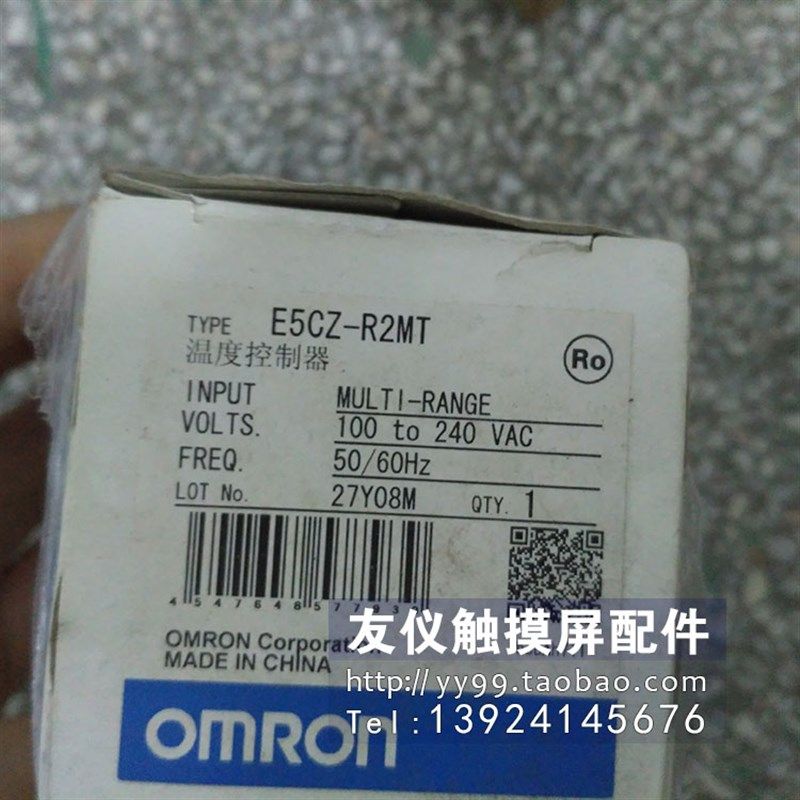 TYPE E5CZ-R2MT
温度控制器
Ro
INPUT MULTI-RANGE
VOLTS. 100 to 240 VAC
FREQ. 50/60Hz
LOT No. 27Y08M QTY. 1
OMRON
MADE IN CHINA
友仪触摸屏配件
http://yy99.taobao.com
Tel:13924145676
OMRON